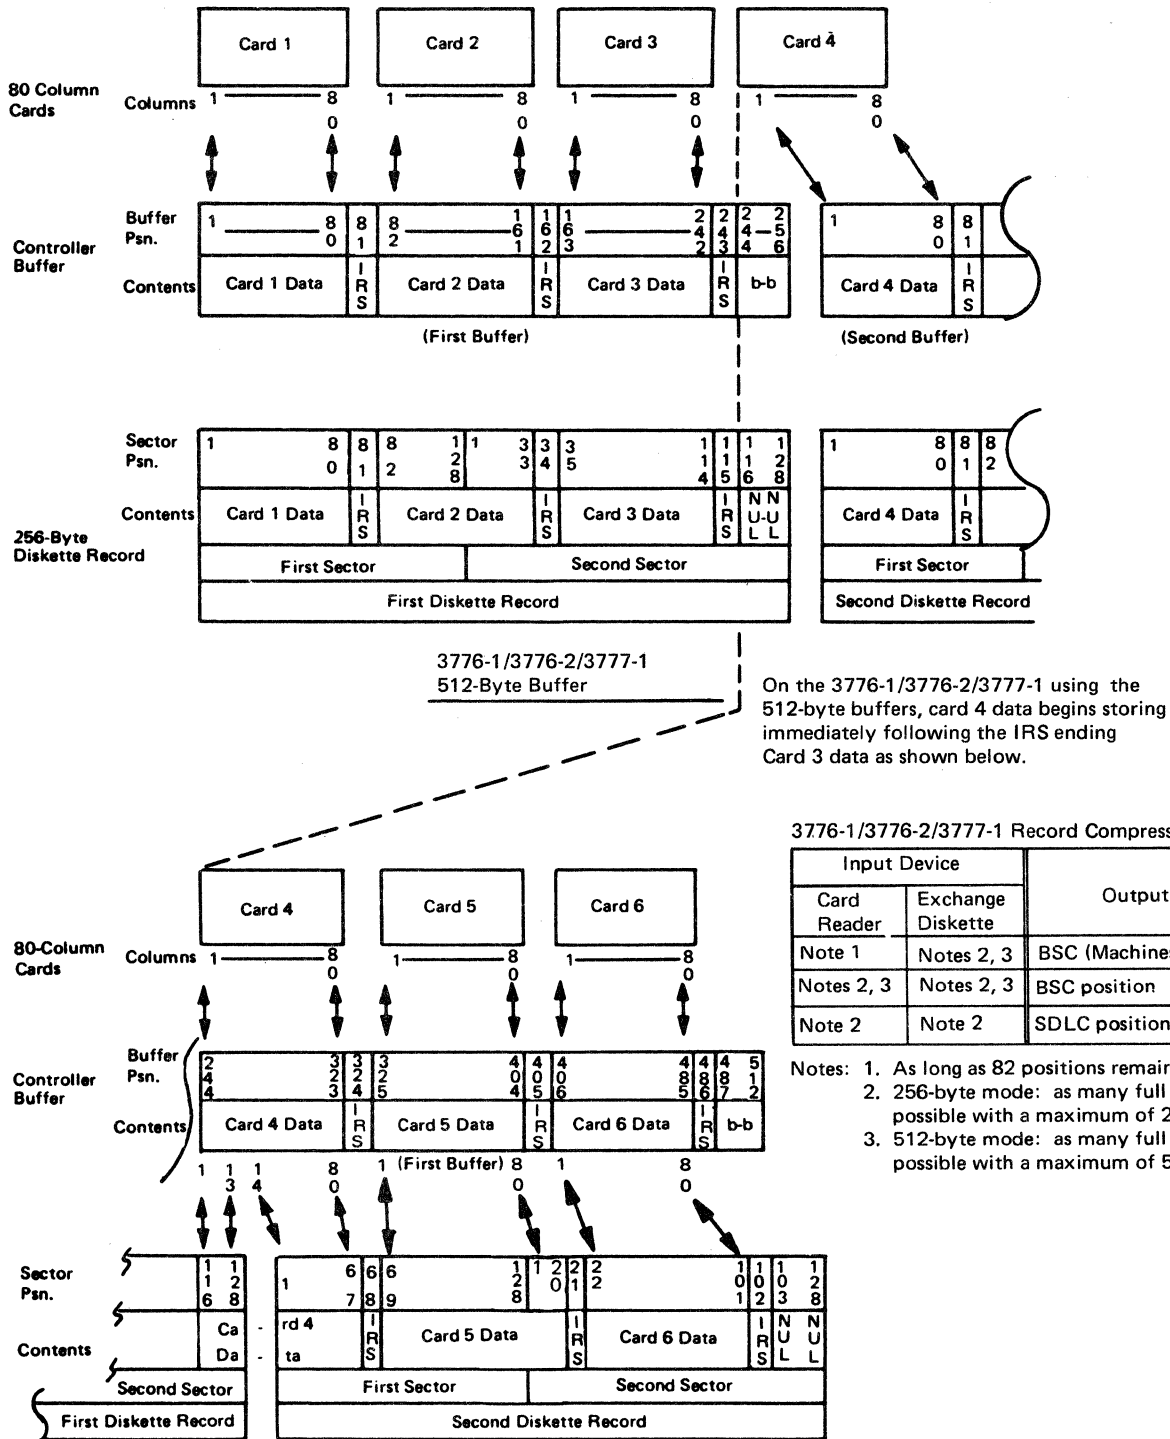 Card 1 Card 2 Card 3 Card 4
80 Column
Cards
Columns 1 80 1 80 1 80 1 80
Controller
Buffer
Buffer
Psn.
1 80 81 82 161 162 163 242 243 244 256 1 80 81
Contents Card 1 Data IRS Card 2 Data IRS Card 3 Data IRS b-b Card 4 Data IRS
(First Buffer) (Second Buffer)
Sector
Psn.
1 80 81 82 128 1 33 34 35 114 115 116 128 1 80 81 82
Contents Card 1 Data IRS Card 2 Data IRS Card 3 Data IRS NUL-NUL Card 4 Data IRS
256-Byte
Diskette Record
First Sector Second Sector First Sector
First Diskette Record Second Diskette Record
3776-1/3776-2/3777-1
512-Byte Buffer
On the 3776-1/3776-2/3777-1 using the
512-byte buffers, card 4 data begins storing
immediately following the IRS ending
Card 3 data as shown below.
3776-1/3776-2/3777-1 Record Compress
Input Device
Card
Reader
Exchange
Diskette
Output
Note 1 Notes 2, 3 BSC (Machines
Notes 2, 3 Notes 2, 3 BSC position
Note 2 Note 2 SDLC position
Notes: 1. As long as 82 positions remain
2. 256-byte mode: as many full
possible with a maximum of 2
3. 512-byte mode: as many full
possible with a maximum of 5
Card 4 Card 5 Card 6
80-Column
Cards
Columns 1 80 1 80 1 80
Controller
Buffer
Buffer
Psn.
244 323 324 325 404 405 406 485 486 487 512
Contents Card 4 Data IRS Card 5 Data IRS Card 6 Data IRS b-b
(First Buffer)
1 13 14 80 1 80 1 80
Sector
Psn.
116 128 1 67 68 69 128 1 20 21 22 101 102 103 128
Contents
Ca - rd 4 IRS Card 5 Data IRS Card 6 Data IRS NUL NUL
Da - ta
Second Sector First Sector Second Sector
First Diskette Record Second Diskette Record